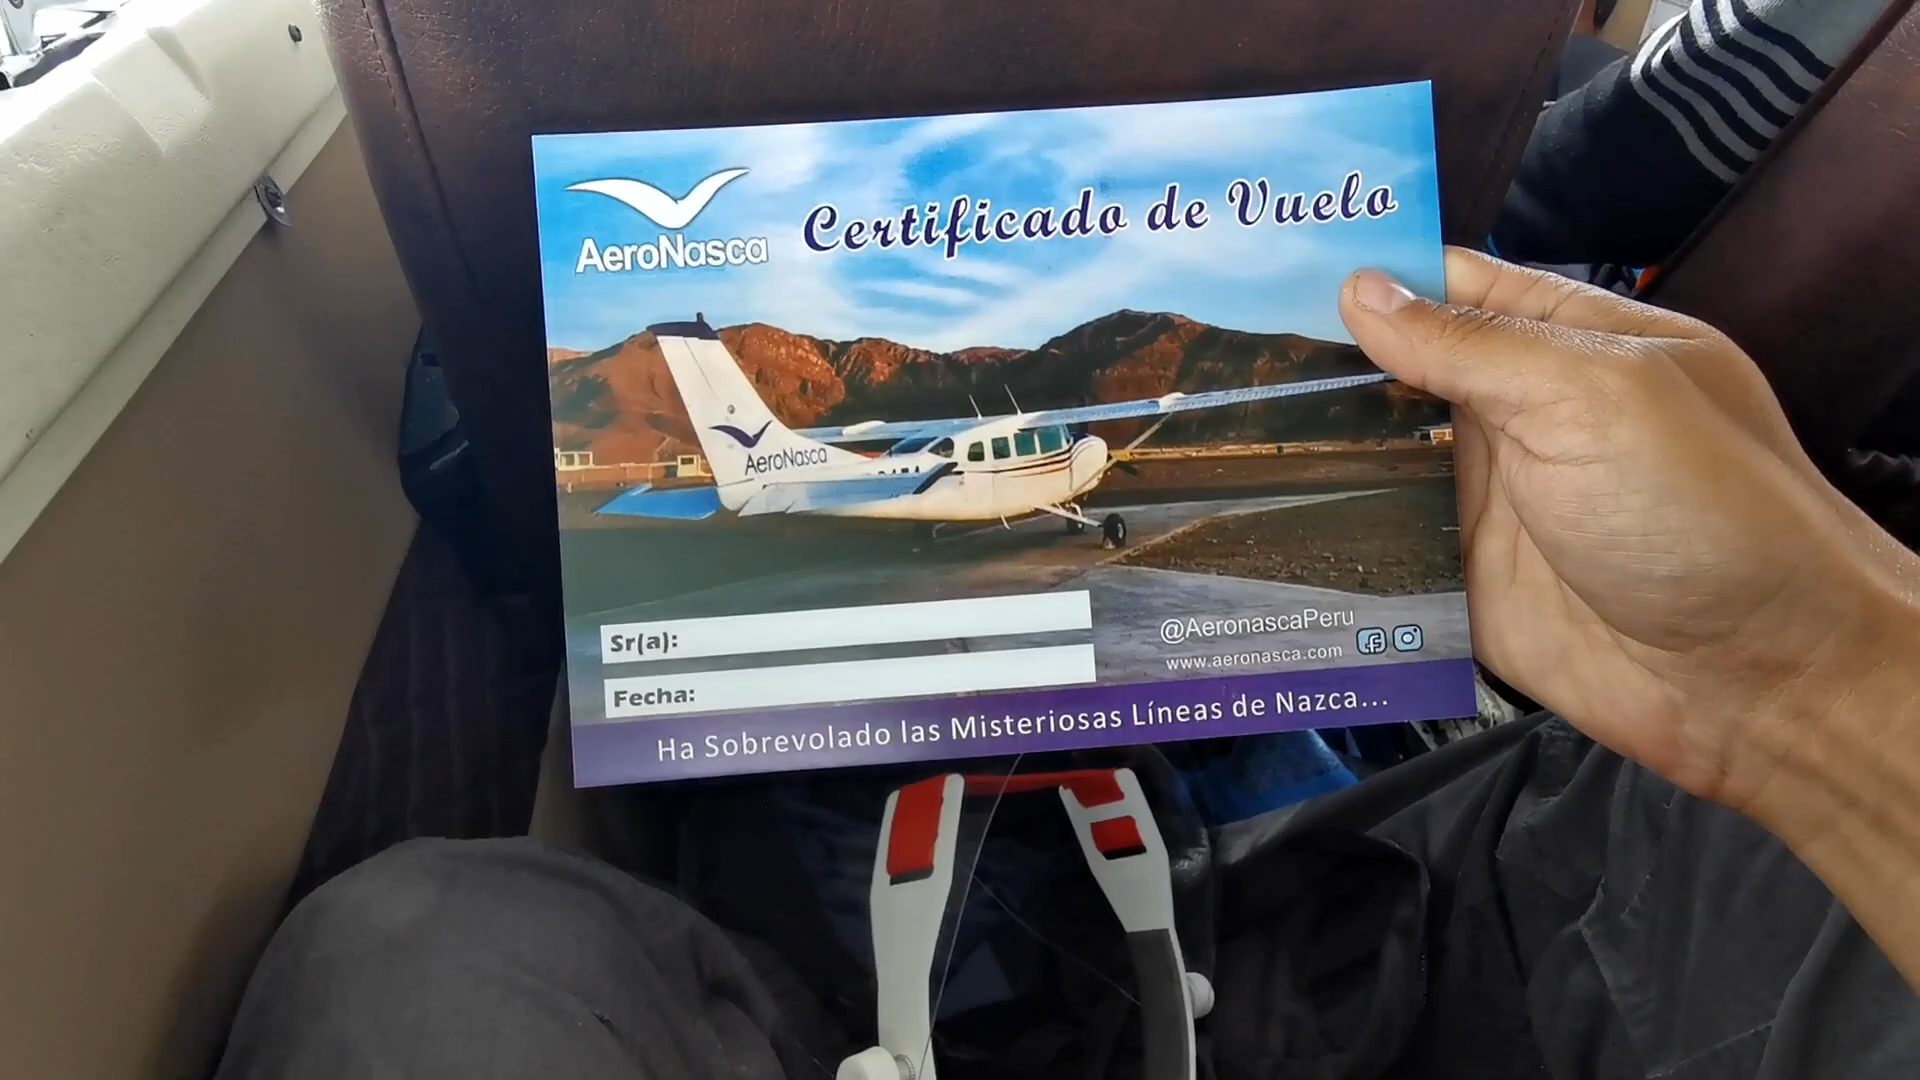 AeroNasca
Certificado de Vuelo
AeroNasca
Sr(a):
Fecha:
@AeronascaPeru
www.aeronasca.com
Ha Sobrevolado las Misteriosas Líneas de Nazca...